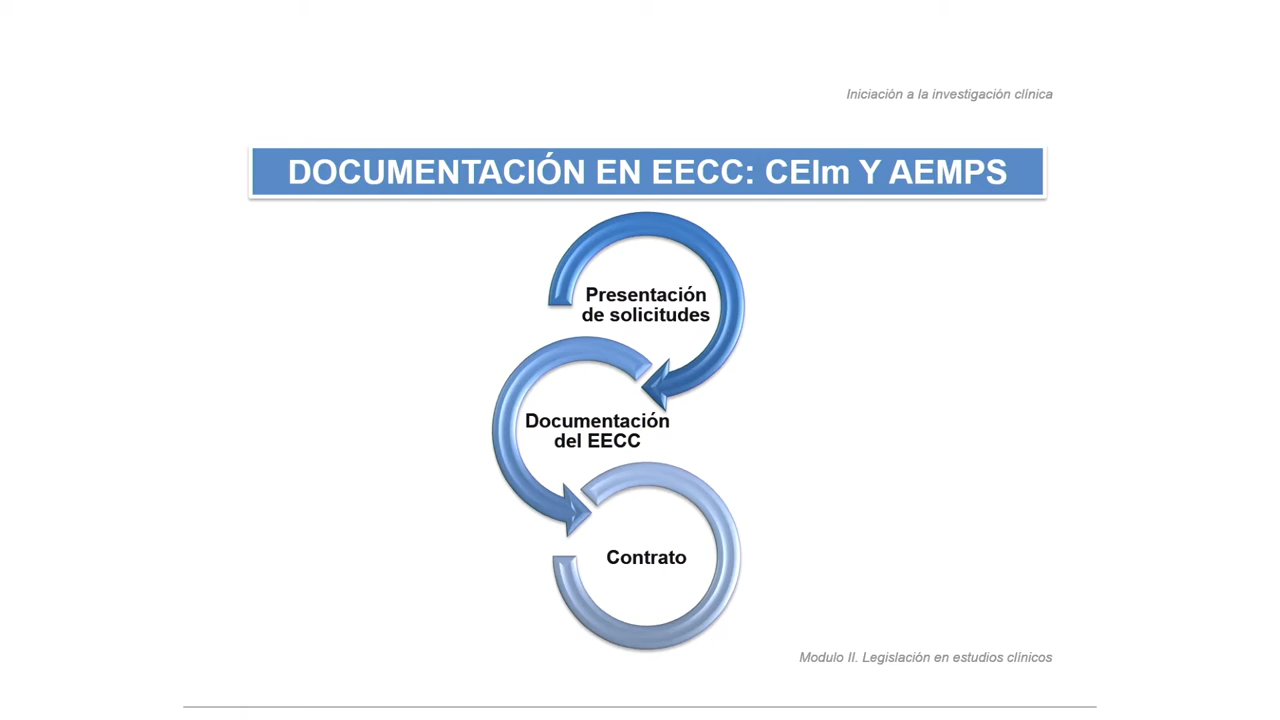 Iniciación a la investigación clínica
DOCUMENTACIÓN EN EECC: CEIm Y AEMPS
Presentación
de solicitudes
Documentación
del EECC
Contrato
Modulo II. Legislación en estudios clínicos